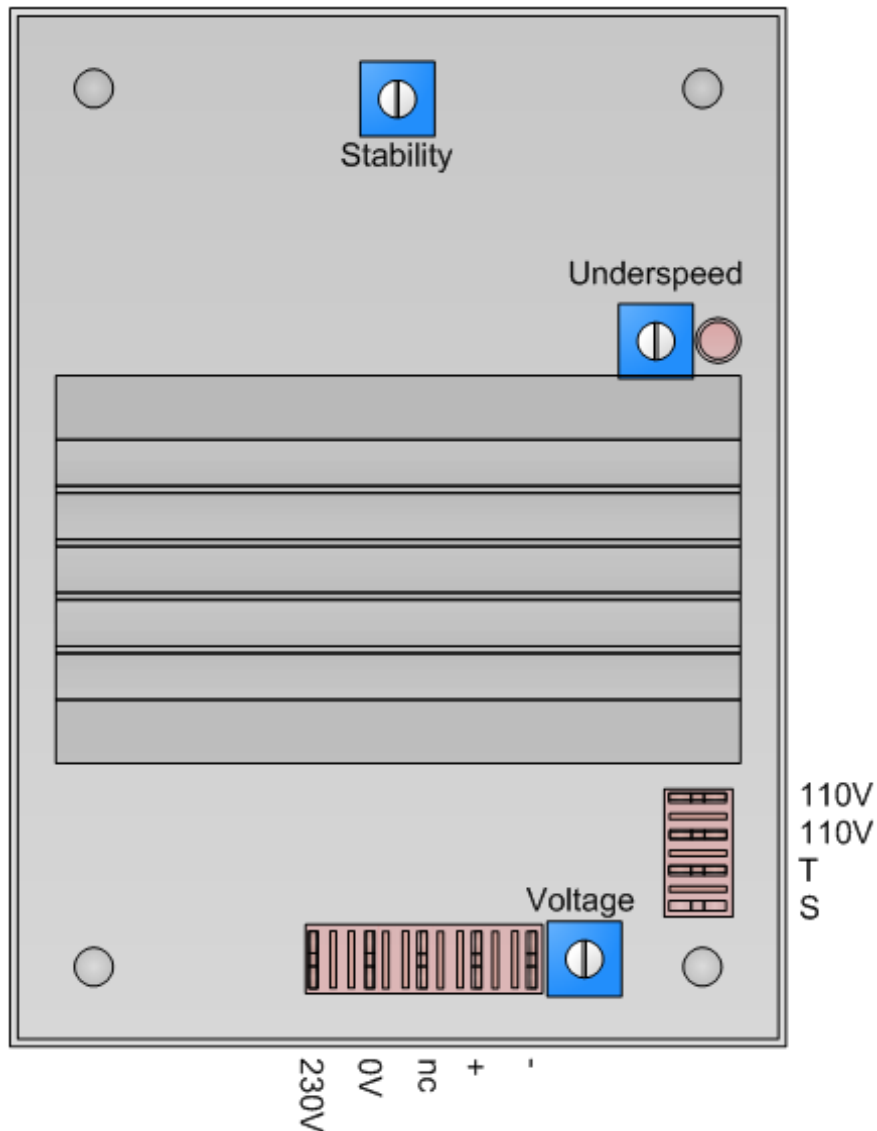 Stability
Underspeed
110V
110V
T
S
Voltage
230V
0V
nc
+
-